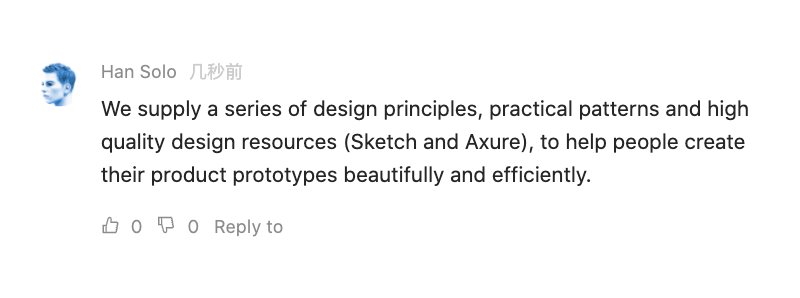 Han Solo 几秒前
We supply a series of design principles, practical patterns and high
quality design resources (Sketch and Axure), to help people create
their product prototypes beautifully and efficiently.
0 0 Reply to